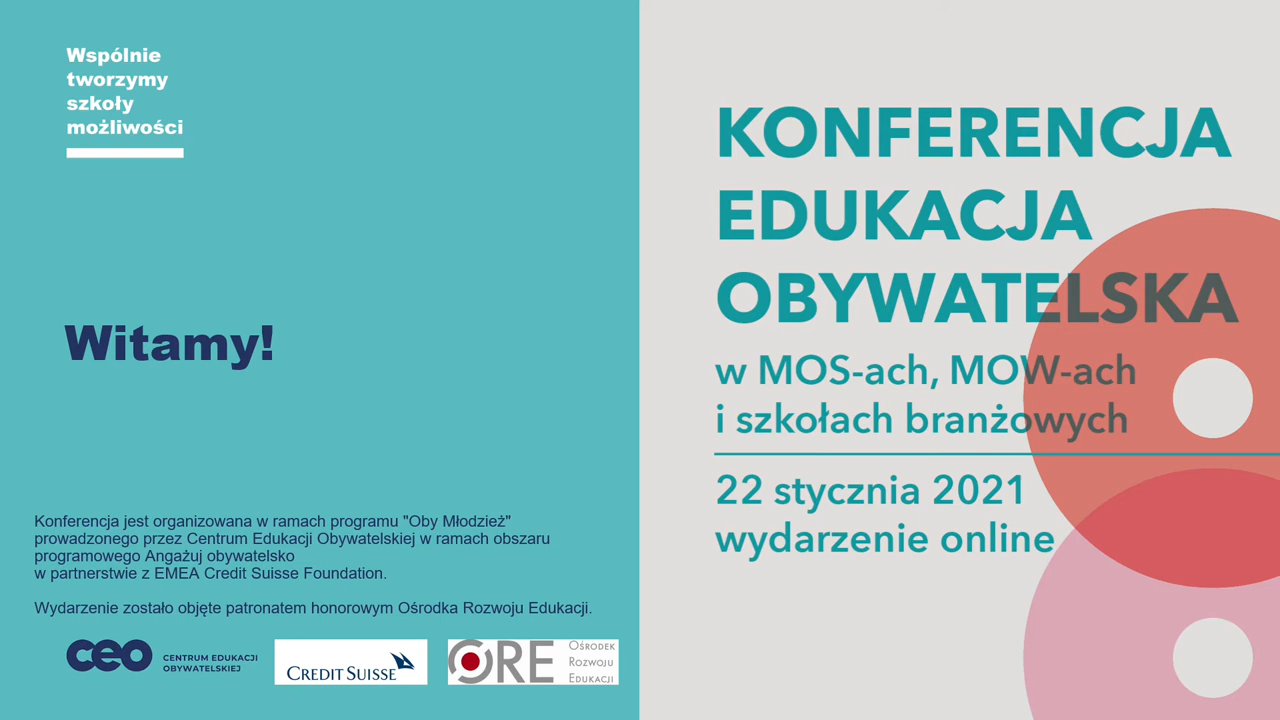 Wspólnie
tworzymy
szkoły
możliwości
Witamy!
Konferencja jest organizowana w ramach programu "Oby Młodzież"
prowadzonego przez Centrum Edukacji Obywatelskiej w ramach obszaru
programowego Angażuj obywatelsko
w partnerstwie z EMEA Credit Suisse Foundation.
Wydarzenie zostało objęte patronatem honorowym Ośrodka Rozwoju Edukacji.
ceo
CENTRUM EDUKACJI
OBYWATELSKIEJ
CREDIT SUISSE
ORE
OŚRODEK
ROZWOJU
EDUKACJI
KONFERENCJA
EDUKACJA
OBYWATELSKA
w MOS-ach, MOW-ach
i szkołach branżowych
22 stycznia 2021
wydarzenie online